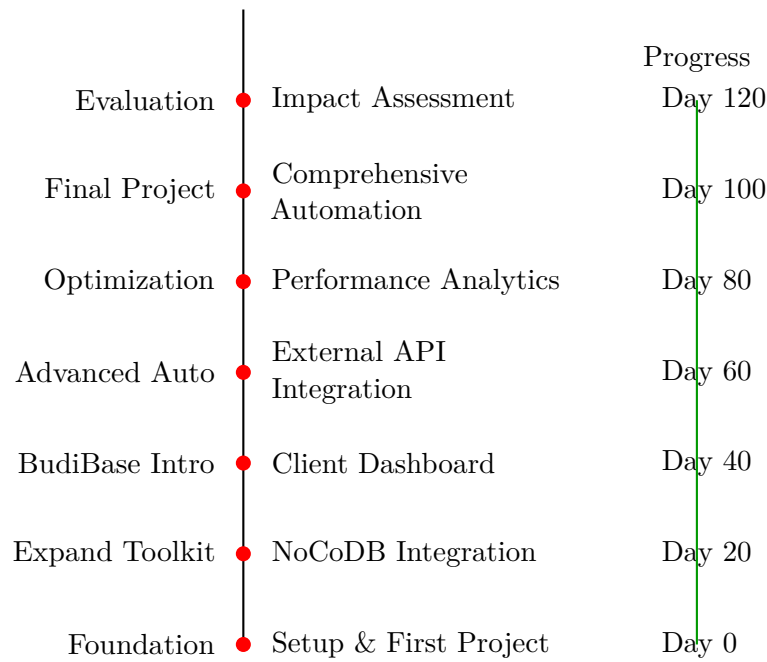 Progress
Evaluation Impact Assessment Day 120
Final Project Comprehensive Automation Day 100
Optimization Performance Analytics Day 80
Advanced Auto External API Integration Day 60
BudiBase Intro Client Dashboard Day 40
Expand Toolkit NoCoDB Integration Day 20
Foundation Setup & First Project Day 0